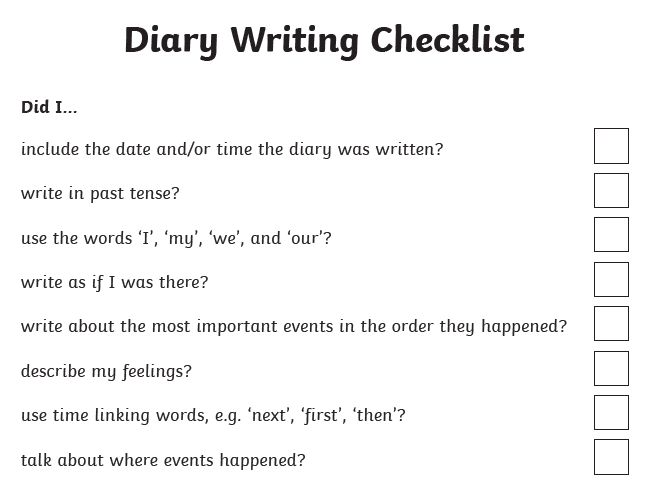 Diary Writing Checklist
Did I...
include the date and/or time the diary was written?
write in past tense?
use the words ‘I’, ‘my’, ‘we’, and ‘our’?
write as if I was there?
write about the most important events in the order they happened?
describe my feelings?
use time linking words, e.g. ‘next’, ‘first’, ‘then’?
talk about where events happened?